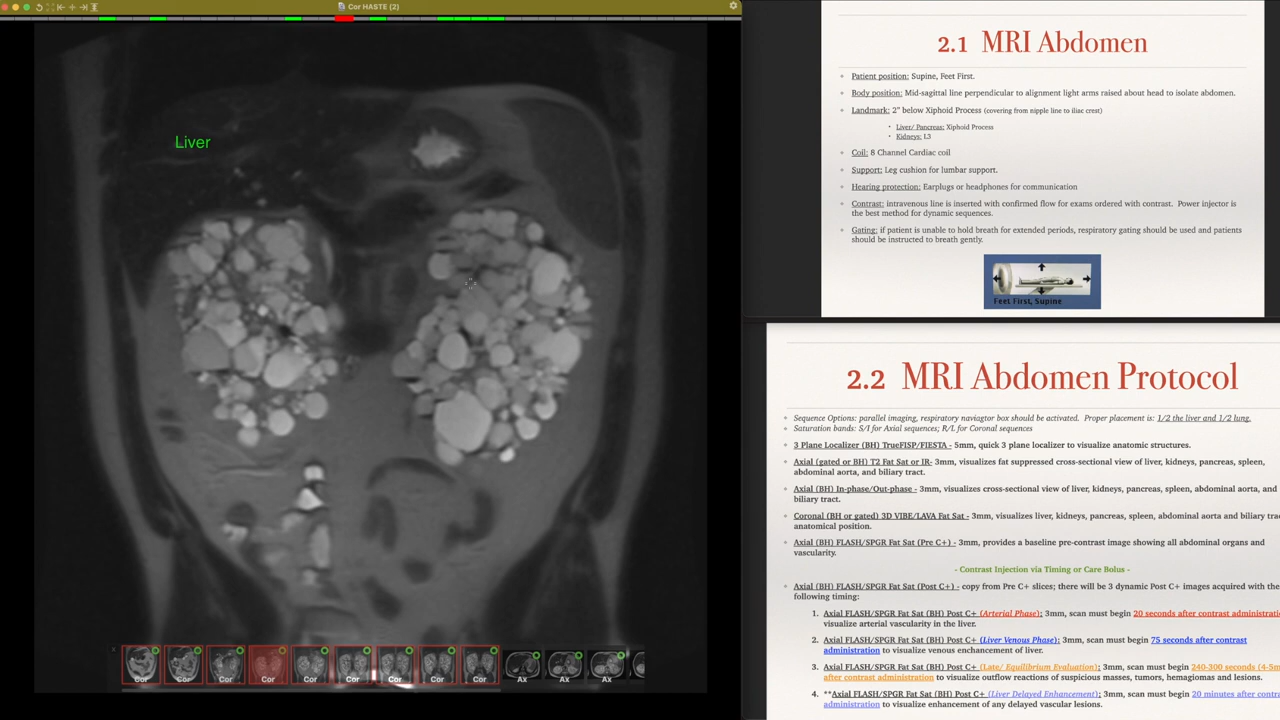 Cor HASTE (2)
Liver
Cor
Cor
Cor
Cor
Cor
Cor
Cor
Cor
Cor
Ax
Ax
Ax
2.1 MRI Abdomen
Patient position: Supine, Feet First.
Body position: Mid-sagittal line perpendicular to alignment light arms raised about head to isolate abdomen.
Landmark: 2” below Xiphoid Process (covering from nipple line to iliac crest)
Liver/ Pancreas: Xiphoid Process
Kidneys: L3
Coil: 8 Channel Cardiac coil
Support: Leg cushion for lumbar support.
Hearing protection: Earplugs or headphones for communication
Contrast: intravenous line is inserted with confirmed flow for exams ordered with contrast. Power injector is
the best method for dynamic sequences.
Gating: if patient is unable to hold breath for extended periods, respiratory gating should be used and patients
should be instructed to breath gently.
Feet First, Supine
2.2 MRI Abdomen Protocol
Sequence Options: parallel imaging, respiratory naviagtor box should be activated. Proper placement is: 1/2 the liver and 1/2 lung.
Saturation bands: S/I for Axial sequences; R/L for Coronal sequences
3 Plane Localizer (BH) TrueFISP/FIESTA - 5mm, quick 3 plane localizer to visualize anatomic structures.
Axial (gated or BH) T2 Fat Sat or IR- 3mm, visualizes fat suppressed cross-sectional view of liver, kidneys, pancreas, spleen,
abdominal aorta, and biliary tract.
Axial (BH) In-phase/Out-phase - 3mm, visualizes cross-sectional view of liver, kidneys, pancreas, spleen, abdominal aorta, and
biliary tract.
Coronal (BH or gated) 3D VIBE/LAVA Fat Sat - 3mm, visualizes liver, kidneys, pancreas, spleen, abdominal aorta and biliary
anatomical position.
Axial (BH) FLASH/SPGR Fat Sat (Pre C+) - 3mm, provides a baseline pre-contrast image showing all abdominal organs and
vascularity.
- Contrast Injection via Timing or Care Bolus -
Axial (BH) FLASH/SPGR Fat Sat (Post C+) - copy from Pre C+ slices; there will be 3 dynamic Post C+ images acquired with the
following timing:
1. Axial FLASH/SPGR Fat Sat (BH) Post C+ (Arterial Phase); 3mm, scan must begin 20 seconds after contrast
visualize arterial vascularity in the liver.
2. Axial FLASH/SPGR Fat Sat (BH) Post C+ (Liver Venous Phase); 3mm, scan must begin 75 seconds after contrast
administration to visualize venous enchancement of liver.
3. Axial FLASH/SPGR Fat Sat (BH) Post C+ (Late/ Equilibrium Evaluation); 3mm, scan must begin 240-300 seconds
after contrast administration to visualize outflow reactions of suspicious masses, tumors, hemagiomas and lesions.
4. **Axial FLASH/SPGR Fat Sat (BH) Post C+ (Liver Delayed Enhancement); 3mm, scan must begin 20 minutes after
administration to visualize enhancement of any delayed vascular lesions.